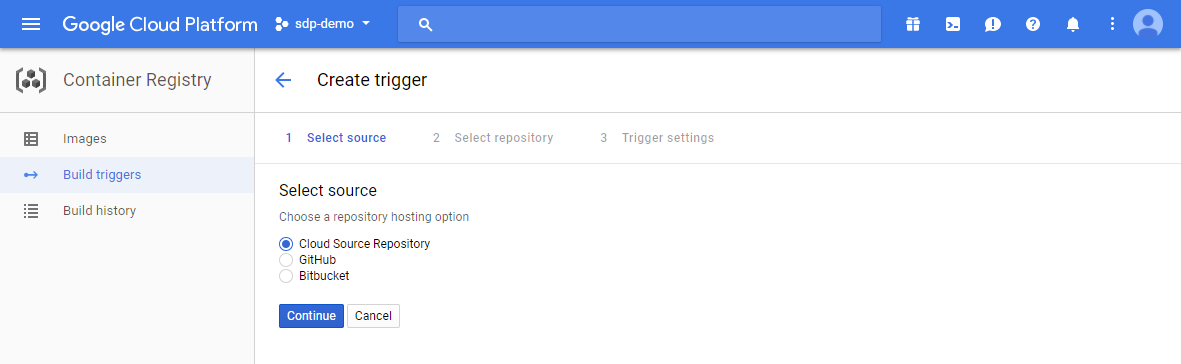 Google Cloud Platform sdp-demo
Container Registry
Create trigger
Images
Build triggers
Build history
1 Select source 2 Select repository 3 Trigger settings
Select source
Choose a repository hosting option
Cloud Source Repository
GitHub
Bitbucket
Continue Cancel